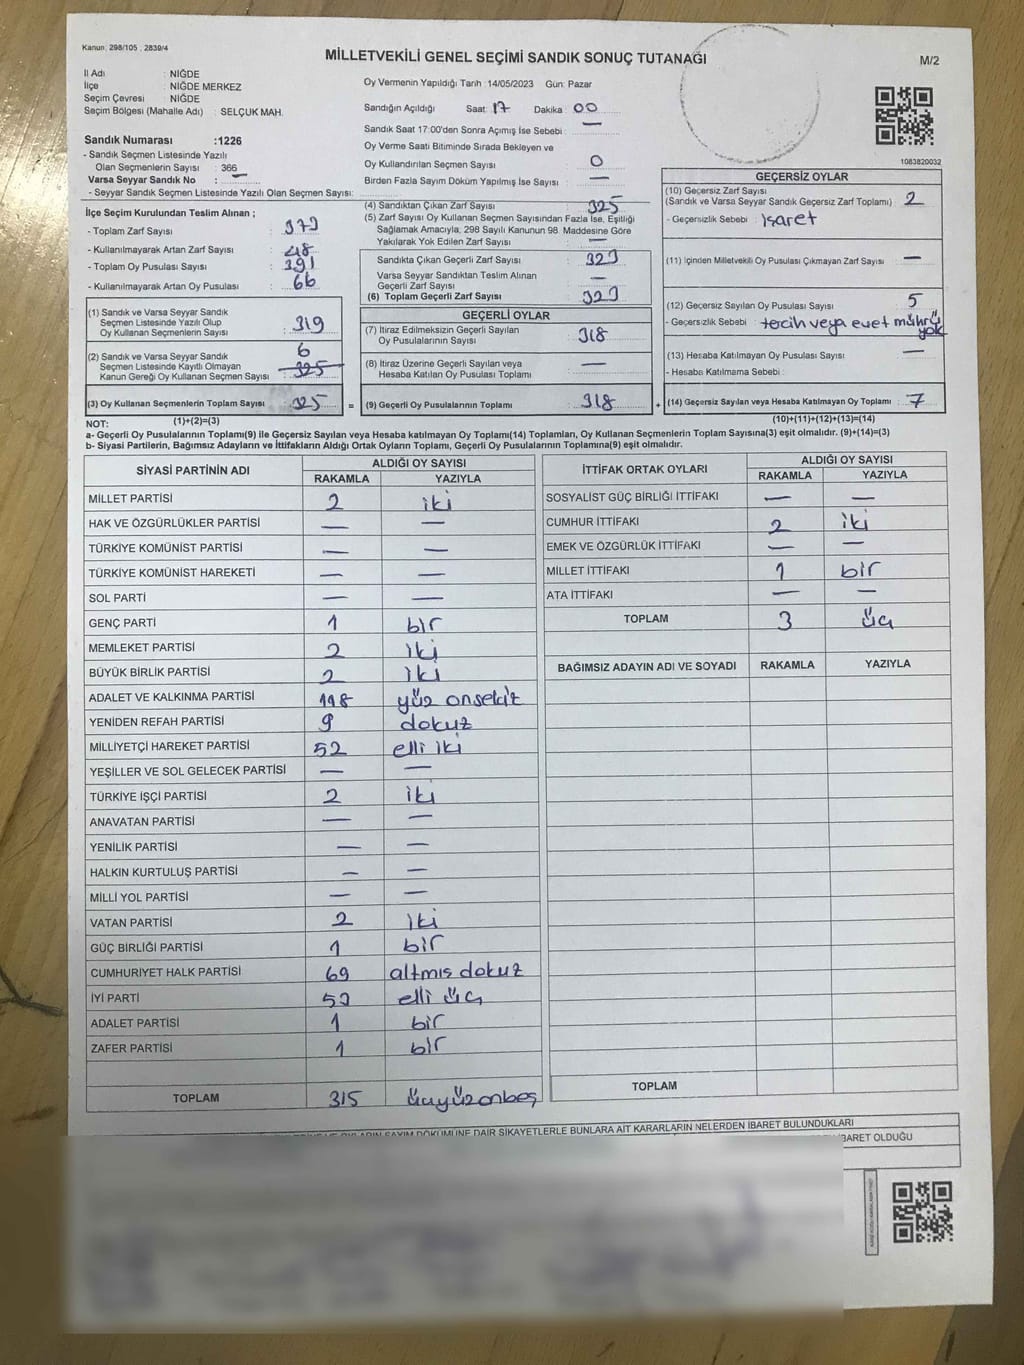 Kanun: 298/105 , 2839/4
MİLLETVEKİLİ GENEL SEÇİMİ SANDIK SONUÇ TUTANAĞI
M/2
İl Adı : NİĞDE
İlçe : NİĞDE MERKEZ
Seçim Çevresi : NİĞDE
Seçim Bölgesi (Mahalle Adı) : SELÇUK MAH.
Sandık Numarası :1226
- Sandık Seçmen Listesinde Yazılı
Olan Seçmenlerin Sayısı : 366
Varsa Seyyar Sandık No : —
- Seyyar Sandık Seçmen Listesinde Yazılı Olan Seçmen Sayısı:
Oy Vermenin Yapıldığı Tarih :14/05/2023 Gün: Pazar
Sandığın Açıldığı Saat: 17 Dakika : 00
Sandık Saat 17:00'den Sonra Açımış İse Sebebi : —
Oy Verme Saati Bitiminde Sırada Bekleyen ve
Oy Kullandırılan Seçmen Sayısı : 0
Birden Fazla Sayım Döküm Yapılmış İse Sayısı : —
1083820032
İlçe Seçim Kurulundan Teslim Alınan ;
- Toplam Zarf Sayısı : 373
- Kullanılmayarak Artan Zarf Sayısı : 48
- Toplam Oy Pusulası Sayısı : 391
- Kullanılmayarak Artan Oy Pusulası : 66
(1) Sandık ve Varsa Seyyar Sandık
Seçmen Listesinde Yazılı Olup
Oy Kullanan Seçmenlerin Sayısı : 319
(2) Sandık ve Varsa Seyyar Sandık
Seçmen Listesinde Kayıtlı Olmayan
Kanun Gereği Oy Kullanan Seçmen Sayısı : 6 325
(3) Oy Kullanan Seçmenlerin Toplam Sayısı : 325 =
(4) Sandıktan Çıkan Zarf Sayısı : 325
(5) Zarf Sayısı Oy Kullanan Seçmen Sayısından Fazla İse, Eşitliği
Sağlamak Amacıyla, 298 Sayılı Kanunun 98. Maddesine Göre
Yakılarak Yok Edilen Zarf Sayısı : —
Sandıkta Çıkan Geçerli Zarf Sayısı : 323
Varsa Seyyar Sandıktan Teslim Alınan
Geçerli Zarf Sayısı : —
(6) Toplam Geçerli Zarf Sayısı : 323
GEÇERLİ OYLAR
(7) İtiraz Edilmeksizin Geçerli Sayılan
Oy Pusulalarının Sayısı : 318
(8) İtiraz Üzerine Geçerli Sayılan veya
Hesaba Katılan Oy Pusulası Toplamı : —
(9) Geçerli Oy Pusulalarının Toplamı : 318 +
GEÇERSİZ OYLAR
(10) Geçersiz Zarf Sayısı
(Sandık ve Varsa Seyyar Sandık Geçersiz Zarf Toplamı) : 2
- Geçersizlik Sebebi : işaret
(11) İçinden Milletvekili Oy Pusulası Çıkmayan Zarf Sayısı : —
(12) Geçersiz Sayılan Oy Pusulası Sayısı : 5
- Geçersizlik Sebebi : tercih veya evet mührü
yok
(13) Hesaba Katılmayan Oy Pusulası Sayısı : —
- Hesabı Katılmama Sebebi :
(14) Geçersiz Sayılan veya Hesaba Katılmayan Oy Toplamı : 7
NOT: (1)+(2)=(3) (10)+(11)+(12)+(13)=(14)
a- Geçerli Oy Pusulalarının Toplamı(9) ile Geçersiz Sayılan veya Hesaba katılmayan Oy Toplamı(14) Toplamları, Oy Kullanan Seçmenlerin Toplam Sayısına(3) eşit olmalıdır. (9)+(14)=(3)
b- Siyasi Partilerin, Bağımsız Adayların ve İttifakların Aldığı Ortak Oyların Toplamı, Geçerli Oy Pusulalarının Toplamına(9) eşit olmalıdır.
SİYASİ PARTİNİN ADI ALDIĞI OY SAYISI
RAKAMLA YAZIYLA
MİLLET PARTİSİ 2 iki
HAK VE ÖZGÜRLÜKLER PARTİSİ — —
TÜRKİYE KOMÜNİST PARTİSİ — —
TÜRKİYE KOMÜNİST HAREKETİ — —
SOL PARTİ — —
GENÇ PARTİ 1 bir
MEMLEKET PARTİSİ 2 iki
BÜYÜK BİRLİK PARTİSİ 2 iki
ADALET VE KALKINMA PARTİSİ 118 yüz onsekiz
YENİDEN REFAH PARTİSİ 9 dokuz
MİLLİYETÇİ HAREKET PARTİSİ 52 elli iki
YEŞİLLER VE SOL GELECEK PARTİSİ — —
TÜRKİYE İŞÇİ PARTİSİ 2 iki
ANAVATAN PARTİSİ — —
YENİLİK PARTİSİ — —
HALKIN KURTULUŞ PARTİSİ — —
MİLLİ YOL PARTİSİ — —
VATAN PARTİSİ 2 iki
GÜÇ BİRLİĞİ PARTİSİ 1 bir
CUMHURİYET HALK PARTİSİ 69 altmış dokuz
İYİ PARTİ 53 elli üç
ADALET PARTİSİ 1 bir
ZAFER PARTİSİ 1 bir
TOPLAM 315 üçyüzonbeş
İTTİFAK ORTAK OYLARI ALDIĞI OY SAYISI
RAKAMLA YAZIYLA
SOSYALİST GÜÇ BİRLİĞİ İTTİFAKI — —
CUMHUR İTTİFAKI 2 iki
EMEK VE ÖZGÜRLÜK İTTİFAKI — —
MİLLET İTTİFAKI 1 bir
ATA İTTİFAKI — —
TOPLAM 3 üç
BAĞIMSIZ ADAYIN ADI VE SOYADI RAKAMLA YAZIYLA
TOPLAM
OYLARIN SAYIM DÖKÜMÜNE DAİR ŞİKAYETLERLE BUNLARA AİT KARARLARIN NELERDEN İBARET BULUNDUKLARI
İBARET OLDUĞU